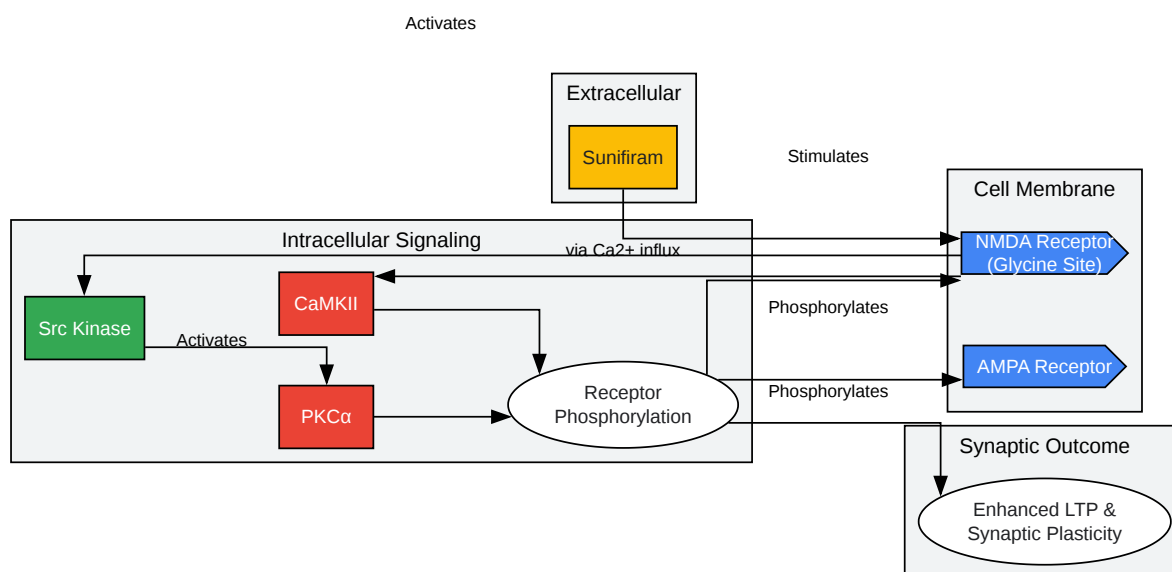 Activates
Extracellular
Sunifiram
Stimulates
Cell Membrane
NMDA Receptor
(Glycine Site)
Intracellular Signaling
via Ca2+ influx
CaMKII
Src Kinase
Activates
Phosphorylates
AMPA Receptor
PKCα
Receptor
Phosphorylation
Phosphorylates
Synaptic Outcome
Enhanced LTP &
Synaptic Plasticity